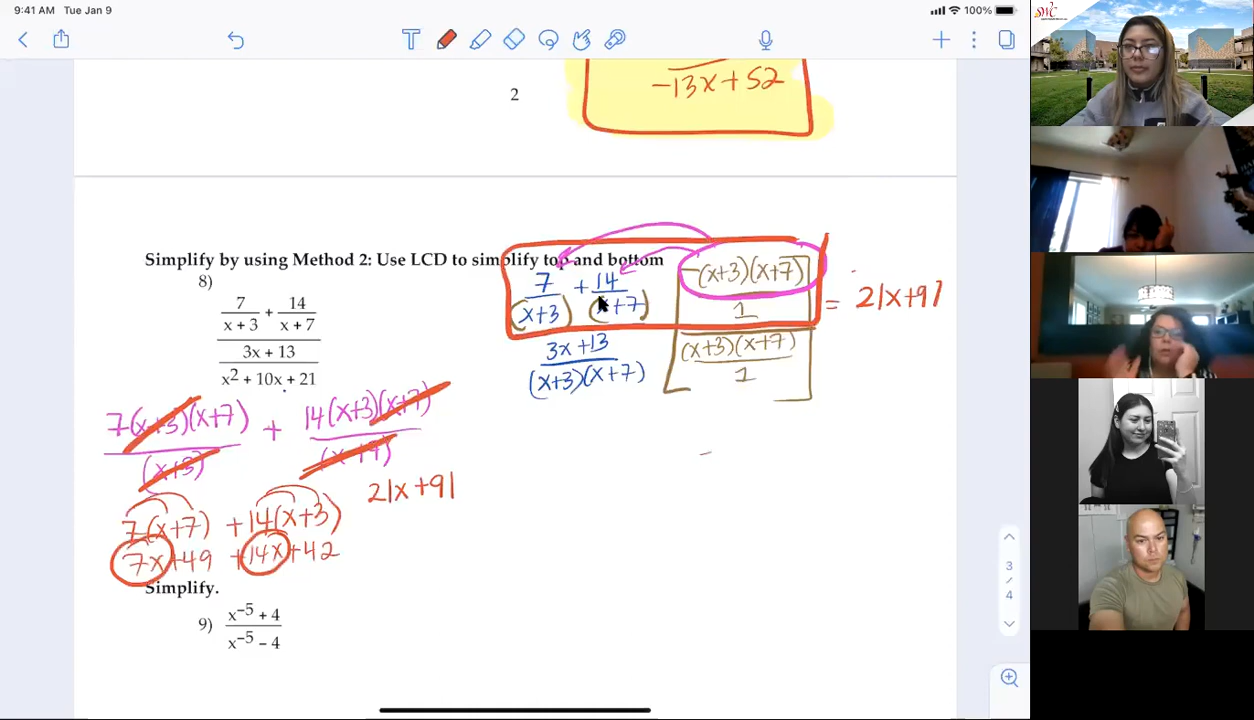 9:41 AM Tue Jan 9
100%
T
SWC
-13x + 52
2
Simplify by using Method 2: Use LCD to simplify top and bottom
8)
7/(x + 3) + 14/(x + 7)
3x + 13
x² + 10x + 21
7/(x+3) + 14/(x+7)
(x+3)(x+7)/1
= 21x+91
3x+13/(x+3)(x+7)
(x+3)(x+7)/1
7(x+3)(x+7)/(x+3) + 14(x+3)(x+7)/(x+7)
21x+91
7(x+7) + 14(x+3)
7x+49 +14x+42
Simplify.
9)
x⁻⁵ + 4
x⁻⁵ − 4
3
/
4